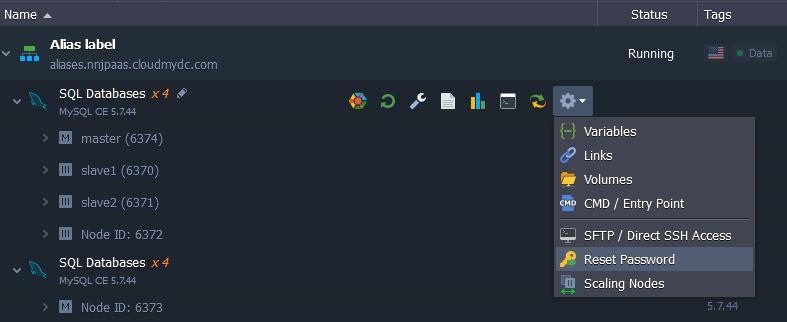 Name Status Tags
Alias label
aliases.nnjpaas.cloudmydc.com Running Data
SQL Databases x 4
MySQL CE 5.7.44
Variables
master (6374)
Links
slave1 (6370)
Volumes
slave2 (6371)
CMD CMD / Entry Point
Node ID: 6372
SFTP / Direct SSH Access
SQL Databases x 4
Reset Password
MySQL CE 5.7.44
Scaling Nodes
Node ID: 6373 5.7.44